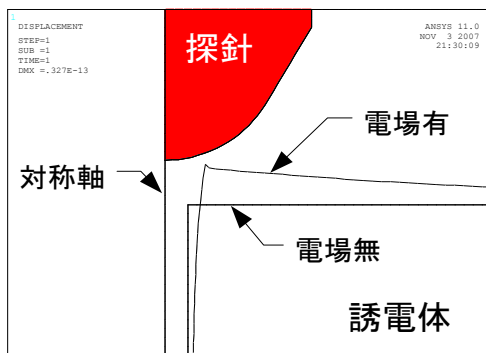 1
DISPLACEMENT
STEP=1
SUB =1
TIME=1
DMX =.327E-13
ANSYS 11.0
NOV 3 2007
21:30:09
探針
電場有
対称軸
電場無
誘電体